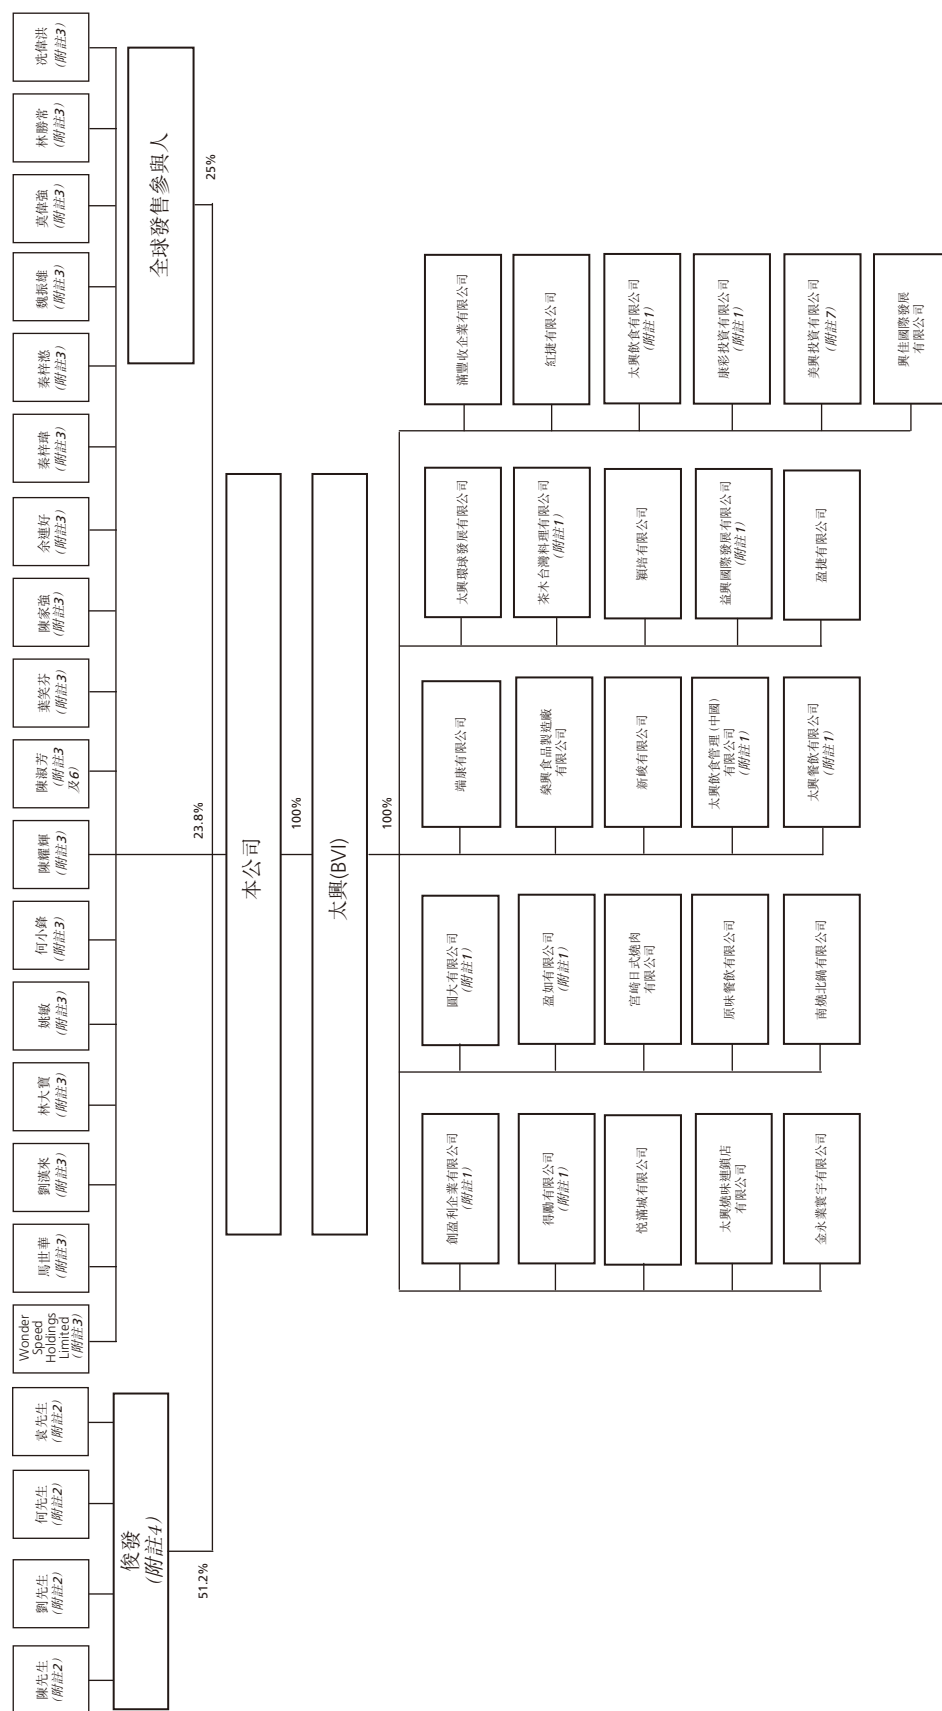 陳先生
(附註2)
劉先生
(附註2)
何先生
(附註2)
袁先生
(附註2)
Wonder
Speed
Holdings
Limited
(附註3)
馬世華
(附註3)
劉漢來
(附註3)
林大寶
(附註3)
姚敏
(附註3)
何小鋒
(附註3)
陳耀輝
(附註3)
陳淑芳
(附註3
及6)
葉笑芬
(附註3)
陳家強
(附註3)
余連好
(附註3)
秦梓瑋
(附註3)
秦梓懲
(附註3)
魏振雄
(附註3)
莫偉強
(附註3)
林勝常
(附註3)
冼偉洪
(附註3)
俊發
(附註4)
全球發售參與人
51.2%
23.8%
25%
本公司
100%
太興(BVI)
100%
創盈利企業有限公司
(附註1)
得勵有限公司
(附註1)
悅滿城有限公司
太興燒味連鎖店
有限公司
金永業寰宇有限公司
圓大有限公司
(附註1)
盈如有限公司
(附註1)
宮崎日式燒肉
有限公司
原味餐飲有限公司
南燒北鍋有限公司
端康有限公司
燊興食品製造廠
有限公司
新峻有限公司
太興飲食管理(中國)
有限公司
(附註1)
太興餐飲有限公司
(附註1)
太興環球發展有限公司
茶木台灣料理有限公司
(附註1)
穎培有限公司
益興國際發展有限公司
(附註1)
盈捷有限公司
滿豐收企業有限公司
紅捷有限公司
太興飲食有限公司
(附註1)
康彩投資有限公司
(附註1)
美興投資有限公司
(附註7)
興佳國際發展
有限公司